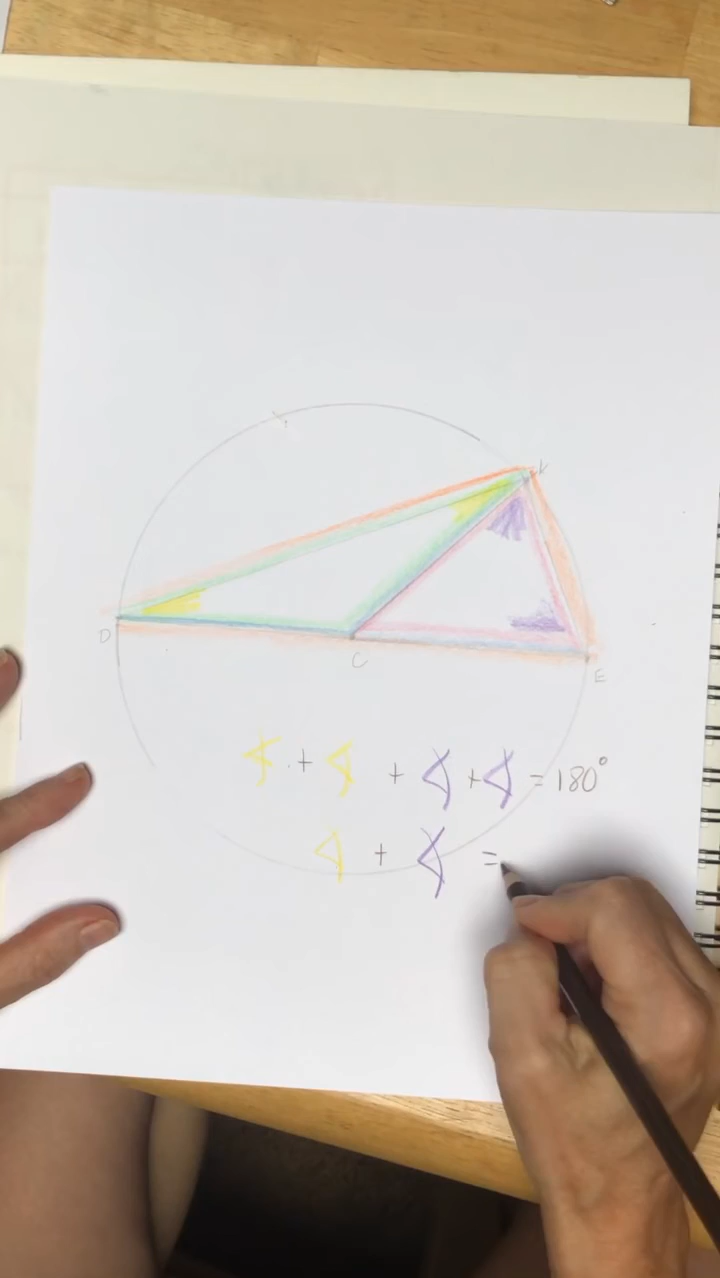 K
D
C
E
∢ + ∢ + ∢ + ∢ = 180°
∢ + ∢ =